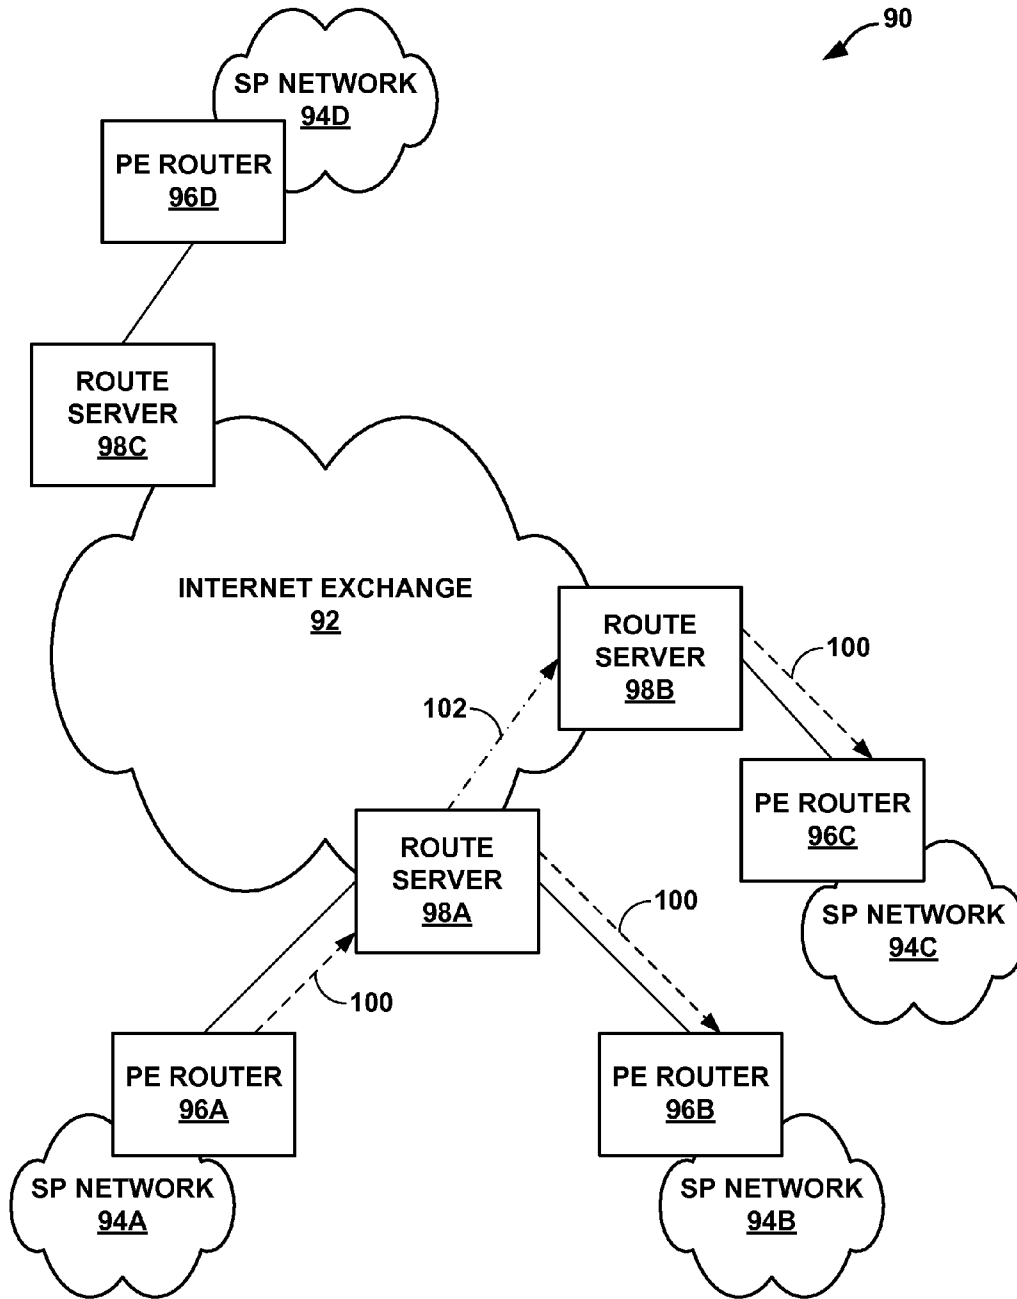 90
SP NETWORK
94D
PE ROUTER
96D
ROUTE
SERVER
98C
INTERNET EXCHANGE
92
ROUTE
SERVER
98B
100
102
PE ROUTER
96C
ROUTE
SERVER
98A
100
SP NETWORK
94C
100
PE ROUTER
96A
PE ROUTER
96B
SP NETWORK
94A
SP NETWORK
94B